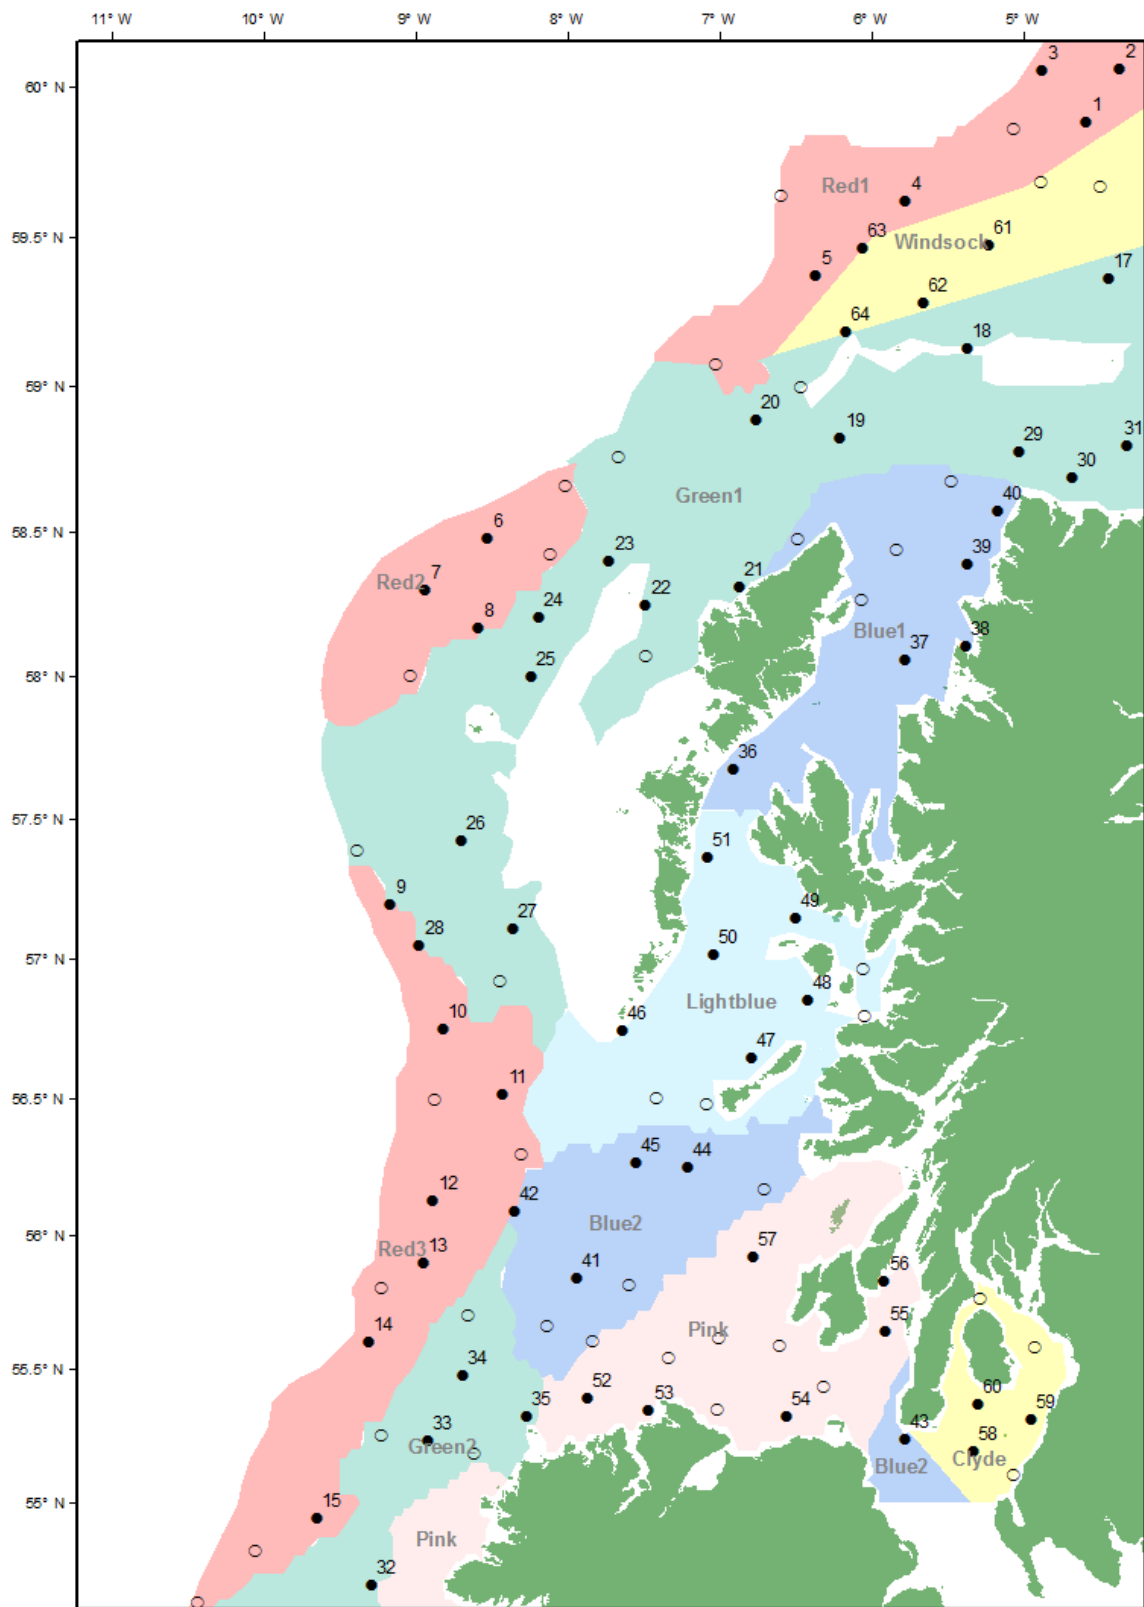 11° W 10° W 9° W 8° W 7° W 6° W 5° W
3 2
60° N
1
Red1 4
59.5° N
63 Windsock 61
5
17
62
64
18
59° N
20
19
29 31
30
Green1
40
58.5° N
6
23
39
Red2 7
21
22
24
8
Blue1
38
37
58° N
25
36
57.5° N
26
51
9
49
27
28
50
57° N
48
Lightblue
10
46
47
56.5° N
11
45 44
12
42
Blue2
56° N
Red3 13
57
41
56
55
Pink
14
55.5° N
34
52
60
53 54
35
59
33
43
Green2
58
Blue2 Clyde
55° N
15
Pink
32